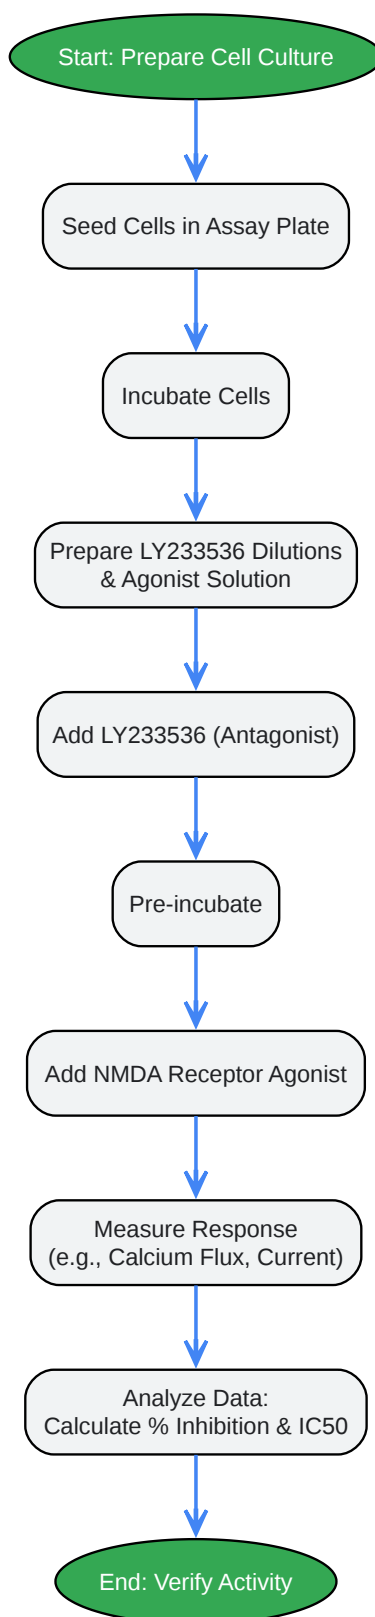 Start: Prepare Cell Culture
Seed Cells in Assay Plate
Incubate Cells
Prepare LY233536 Dilutions
& Agonist Solution
Add LY233536 (Antagonist)
Pre-incubate
Add NMDA Receptor Agonist
Measure Response
(e.g., Calcium Flux, Current)
Analyze Data:
Calculate % Inhibition & IC50
End: Verify Activity